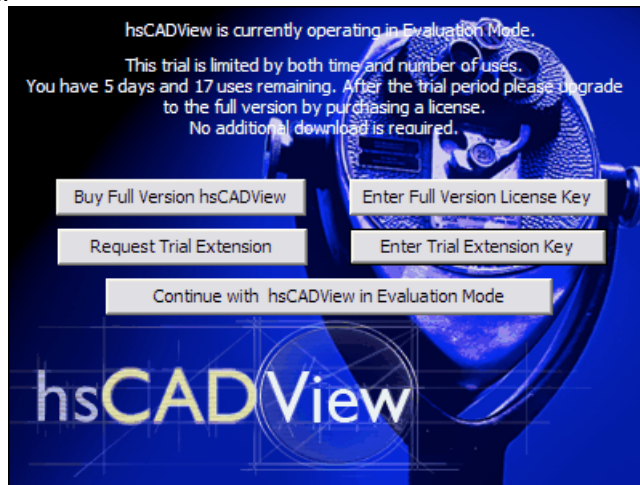 hsCADView is currently operating in Evaluation Mode.
This trial is limited by both time and number of uses.
You have 5 days and 17 uses remaining. After the trial period please upgrade
to the full version by purchasing a license.
No additional download is required.
Buy Full Version hsCADView
Enter Full Version License Key
Request Trial Extension
Enter Trial Extension Key
Continue with hsCADView in Evaluation Mode
hsCADView